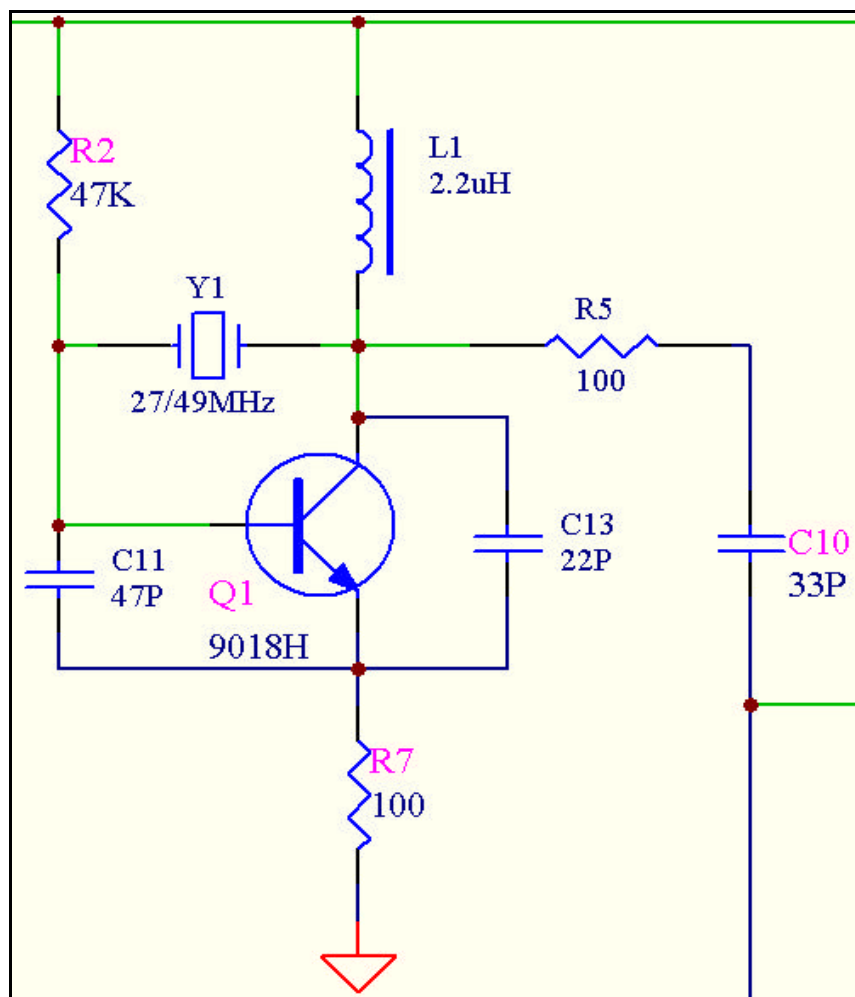 R2
47K
L1
2.2uH
Y1
27/49MHz
R5
100
C11
47P
Q1
9018H
C13
22P
C10
33P
R7
100